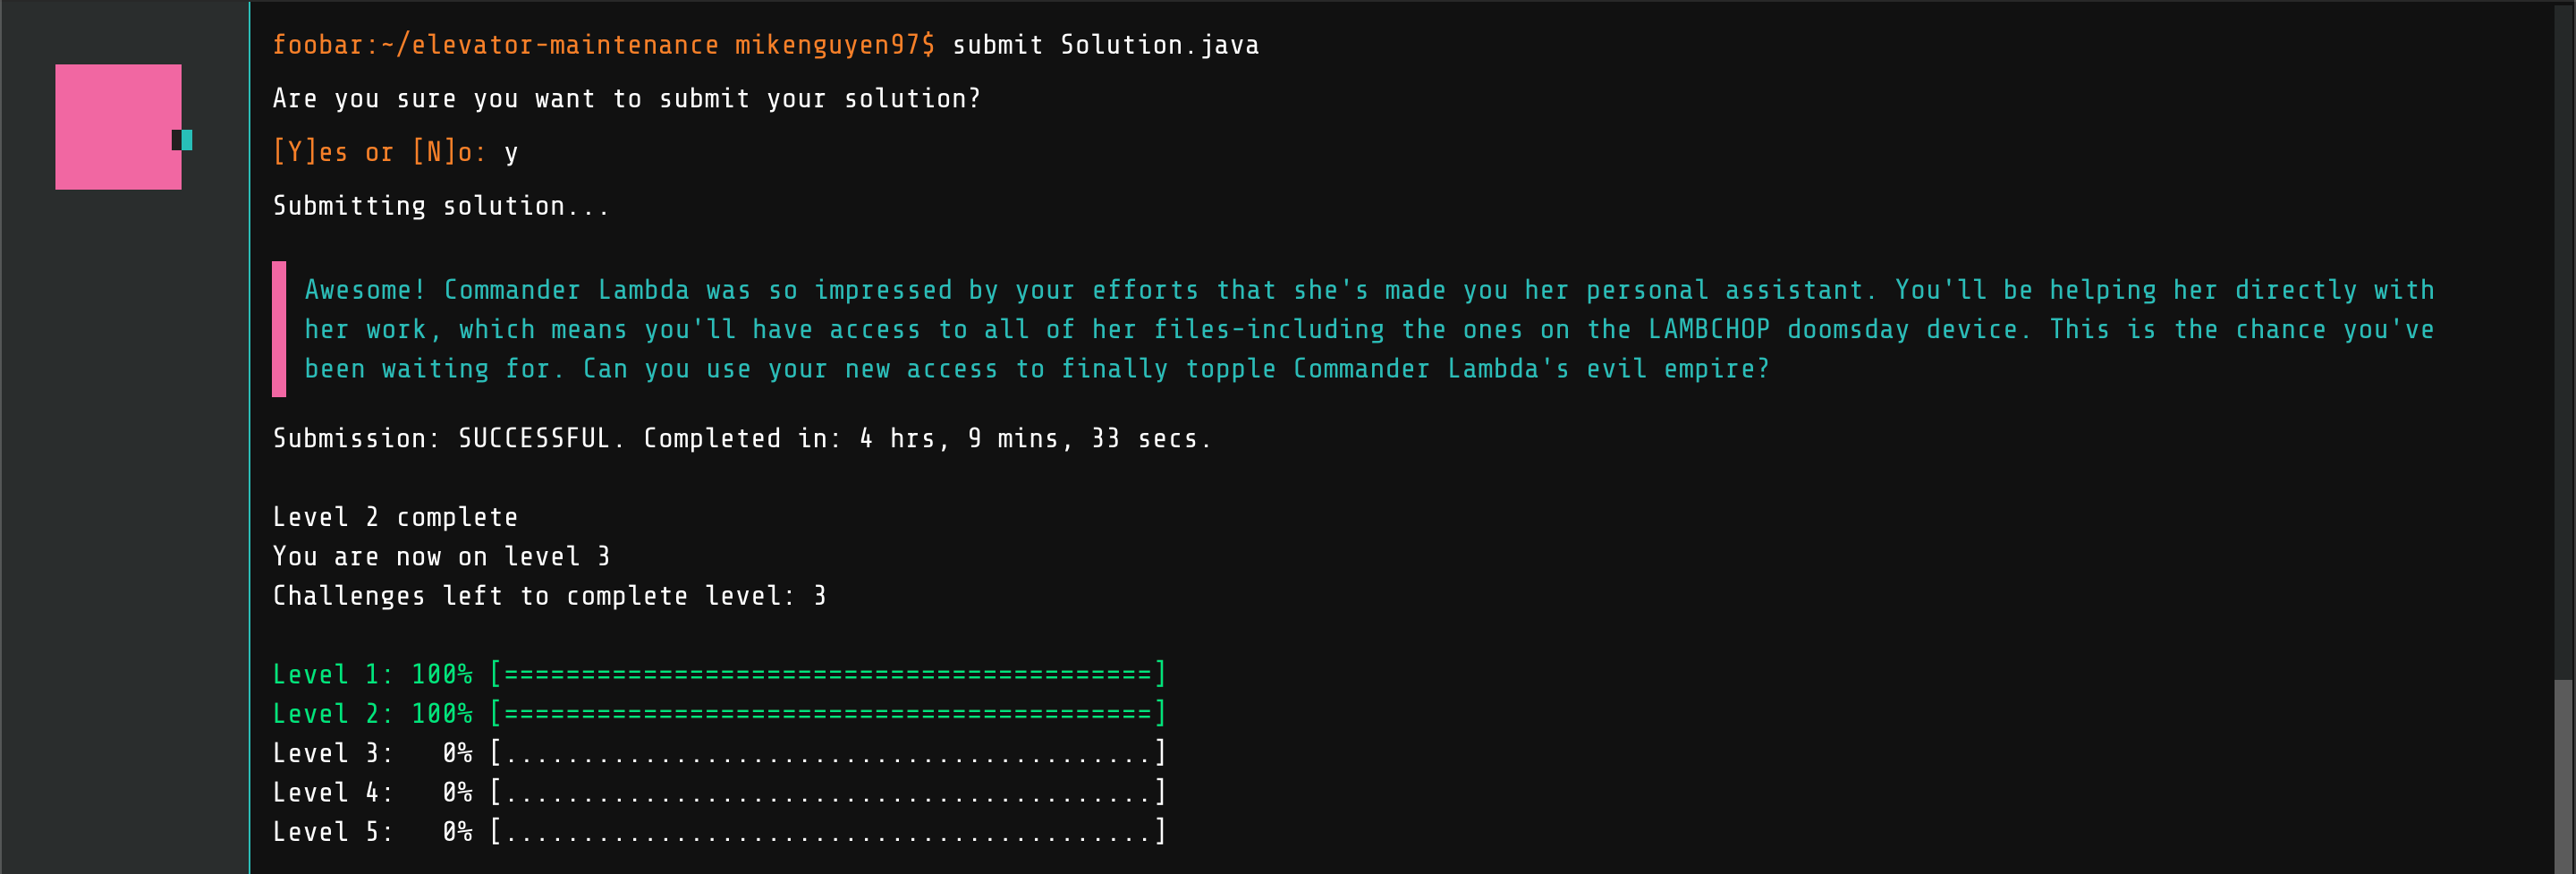 foobar:~/elevator-maintenance mikenguyen97$ submit Solution.java
Are you sure you want to submit your solution?
[Y]es or [N]o: y
Submitting solution...
Awesome! Commander Lambda was so impressed by your efforts that she's made you her personal assistant. You'll be helping her directly with
her work, which means you'll have access to all of her files-including the ones on the LAMBCHOP doomsday device. This is the chance you've
been waiting for. Can you use your new access to finally topple Commander Lambda's evil empire?
Submission: SUCCESSFUL. Completed in: 4 hrs, 9 mins, 33 secs.
Level 2 complete
You are now on level 3
Challenges left to complete level: 3
Level 1: 100% [==========================================]
Level 2: 100% [==========================================]
Level 3:   0% [..........................................]
Level 4:   0% [..........................................]
Level 5:   0% [..........................................]